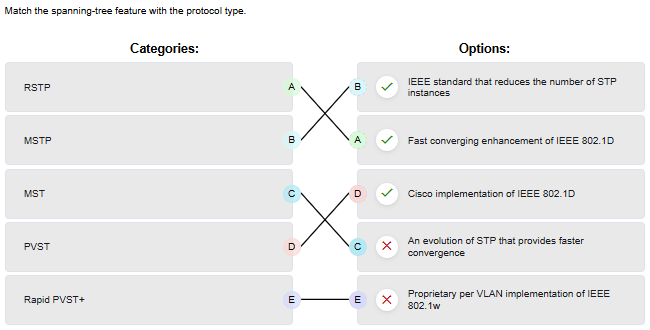 Match the spanning-tree feature with the protocol type.
Categories: Options:
RSTP A B IEEE standard that reduces the number of STP
instances
MSTP B A Fast converging enhancement of IEEE 802.1D
MST C D Cisco implementation of IEEE 802.1D
PVST D C An evolution of STP that provides faster
convergence
Rapid PVST+ E E Proprietary per VLAN implementation of IEEE
802.1w